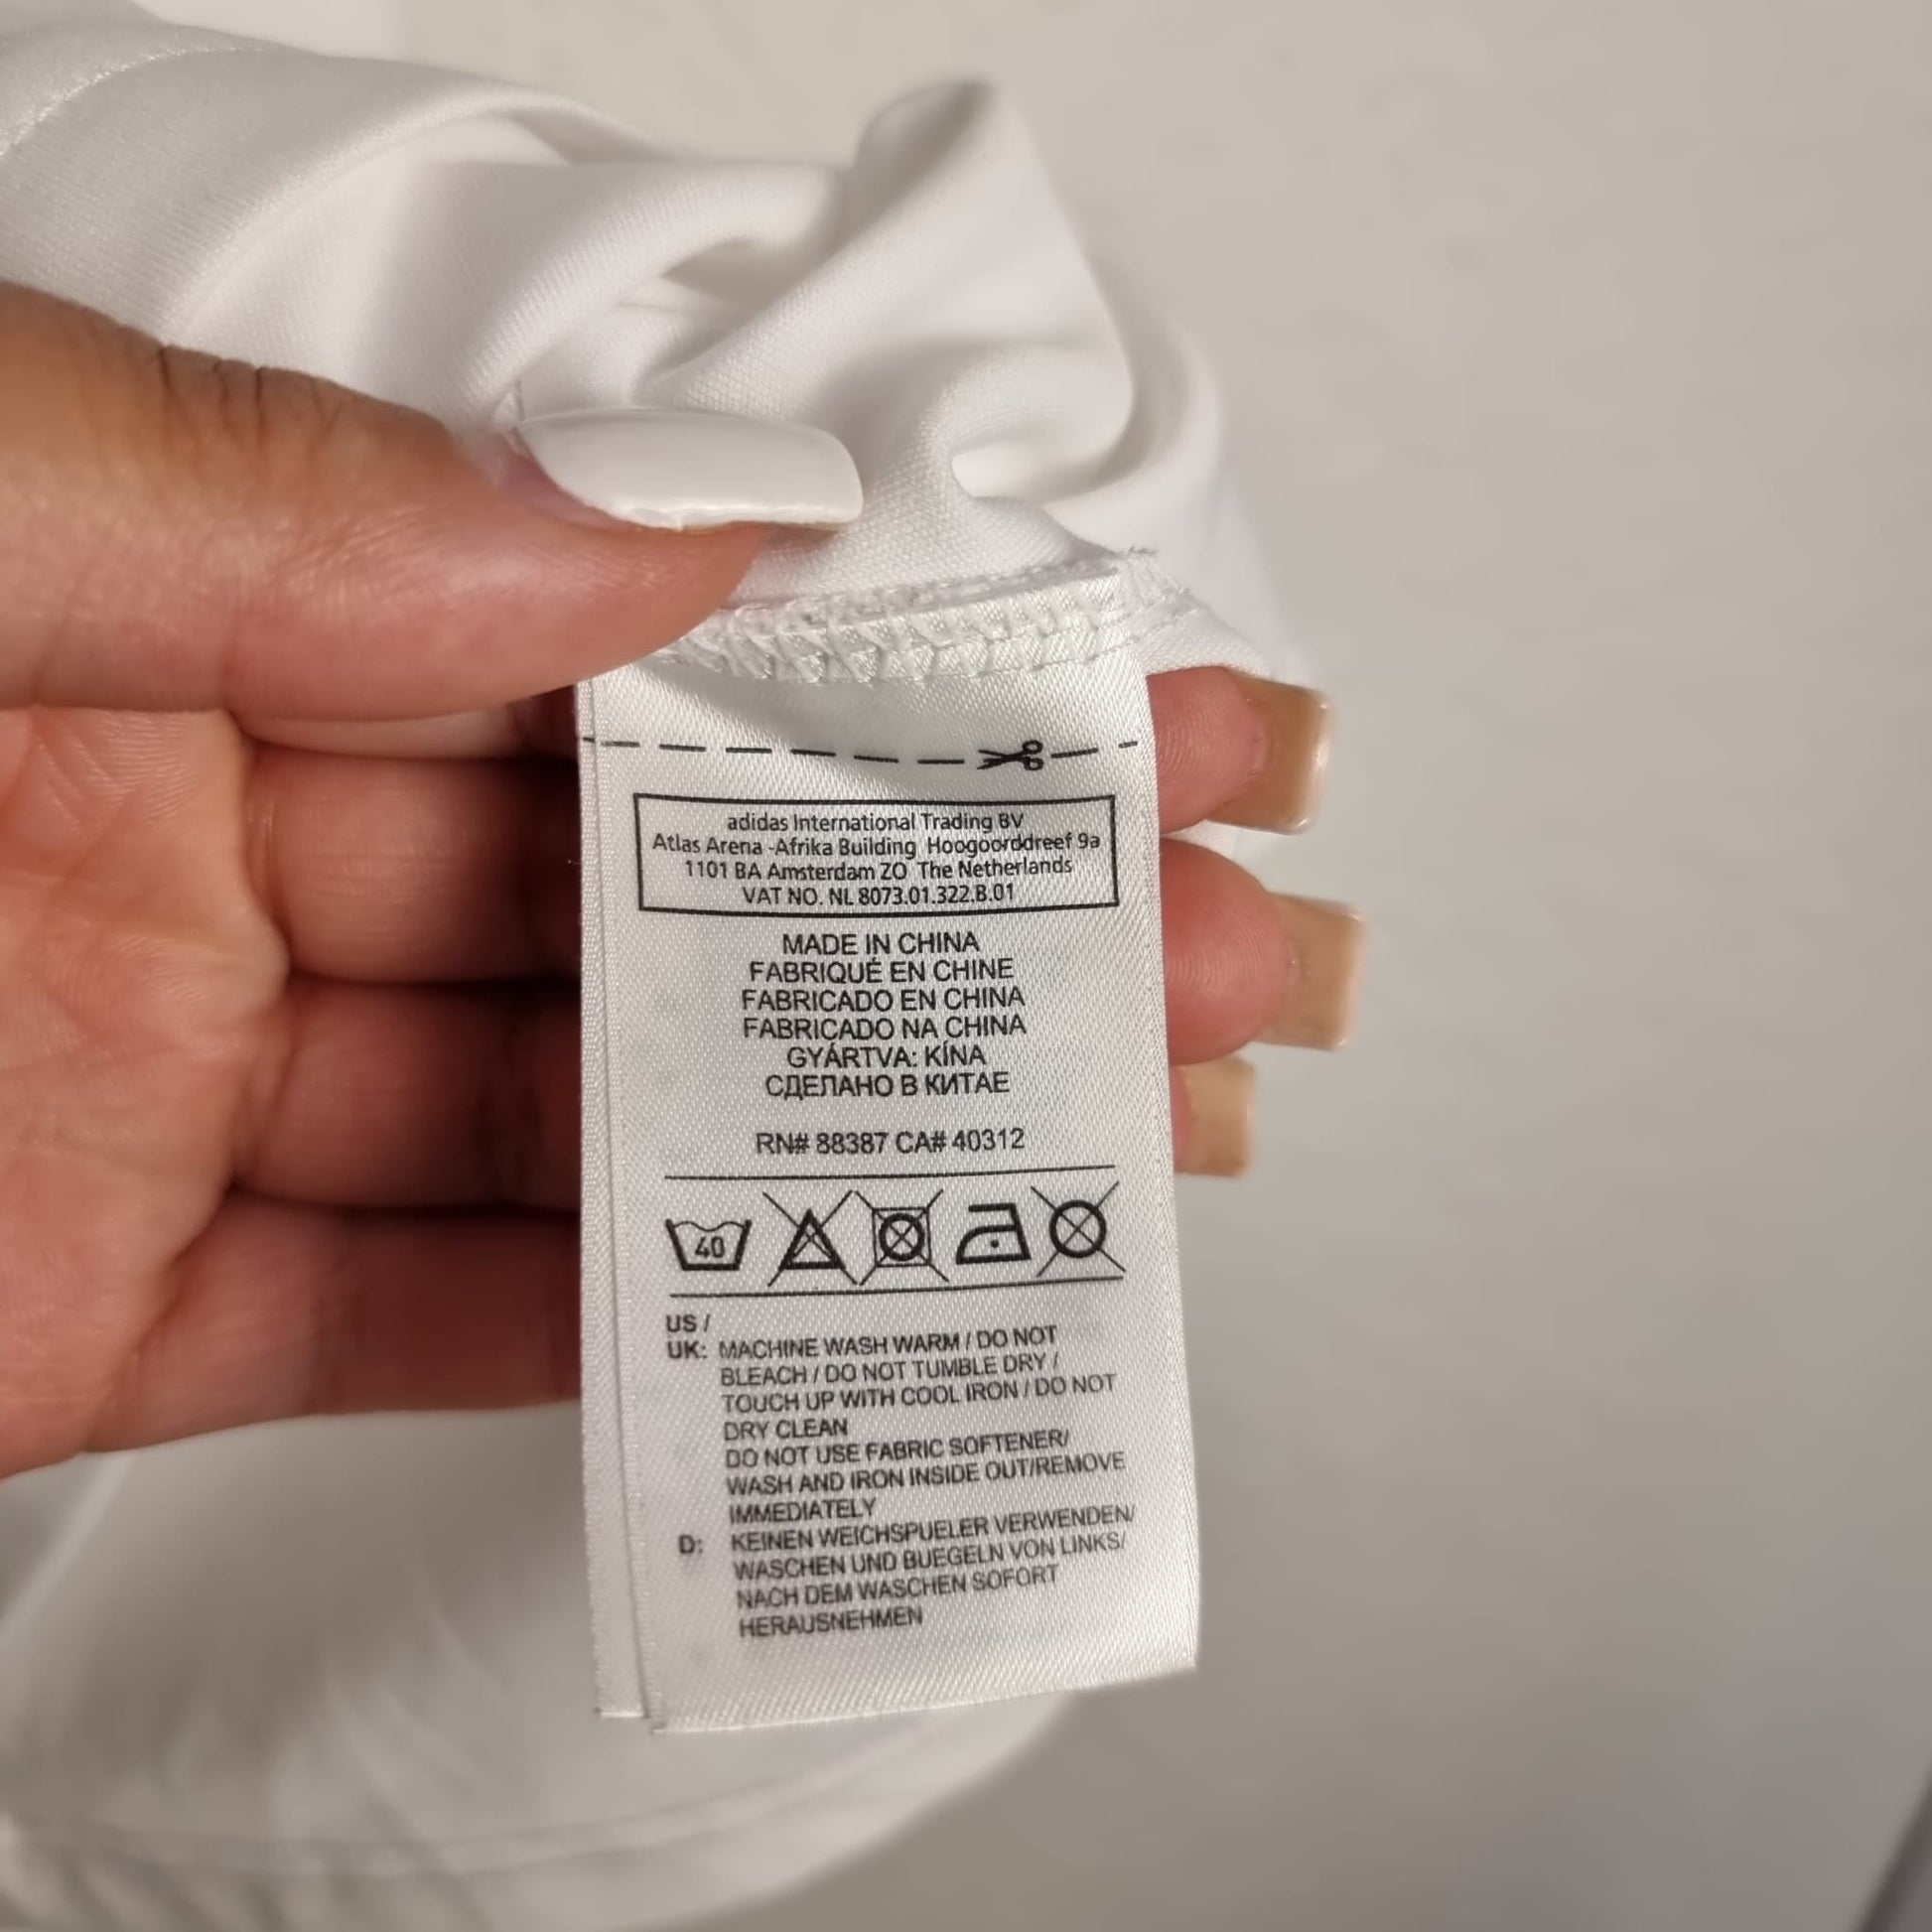 adidas International Trading BV
Atlas Arena -Afrika Building Hoogoorddreef 9a
1101 BA Amsterdam ZO The Netherlands
VAT NO. NL 8073.01.322.B.01
MADE IN CHINA
FABRIQUÉ EN CHINE
FABRICADO EN CHINA
FABRICADO NA CHINA
GYÁRTVA: KÍNA
СДЕЛАНО В КИТАЕ
RN# 88387 CA# 40312
40
US /
UK: MACHINE WASH WARM / DO NOT
BLEACH / DO NOT TUMBLE DRY /
TOUCH UP WITH COOL IRON / DO NOT
DRY CLEAN
DO NOT USE FABRIC SOFTENER/
WASH AND IRON INSIDE OUT/REMOVE
IMMEDIATELY
D: KEINEN WEICHSPUELER VERWENDEN/
WASCHEN UND BUEGELN VON LINKS/
NACH DEM WASCHEN SOFORT
HERAUSNEHMEN